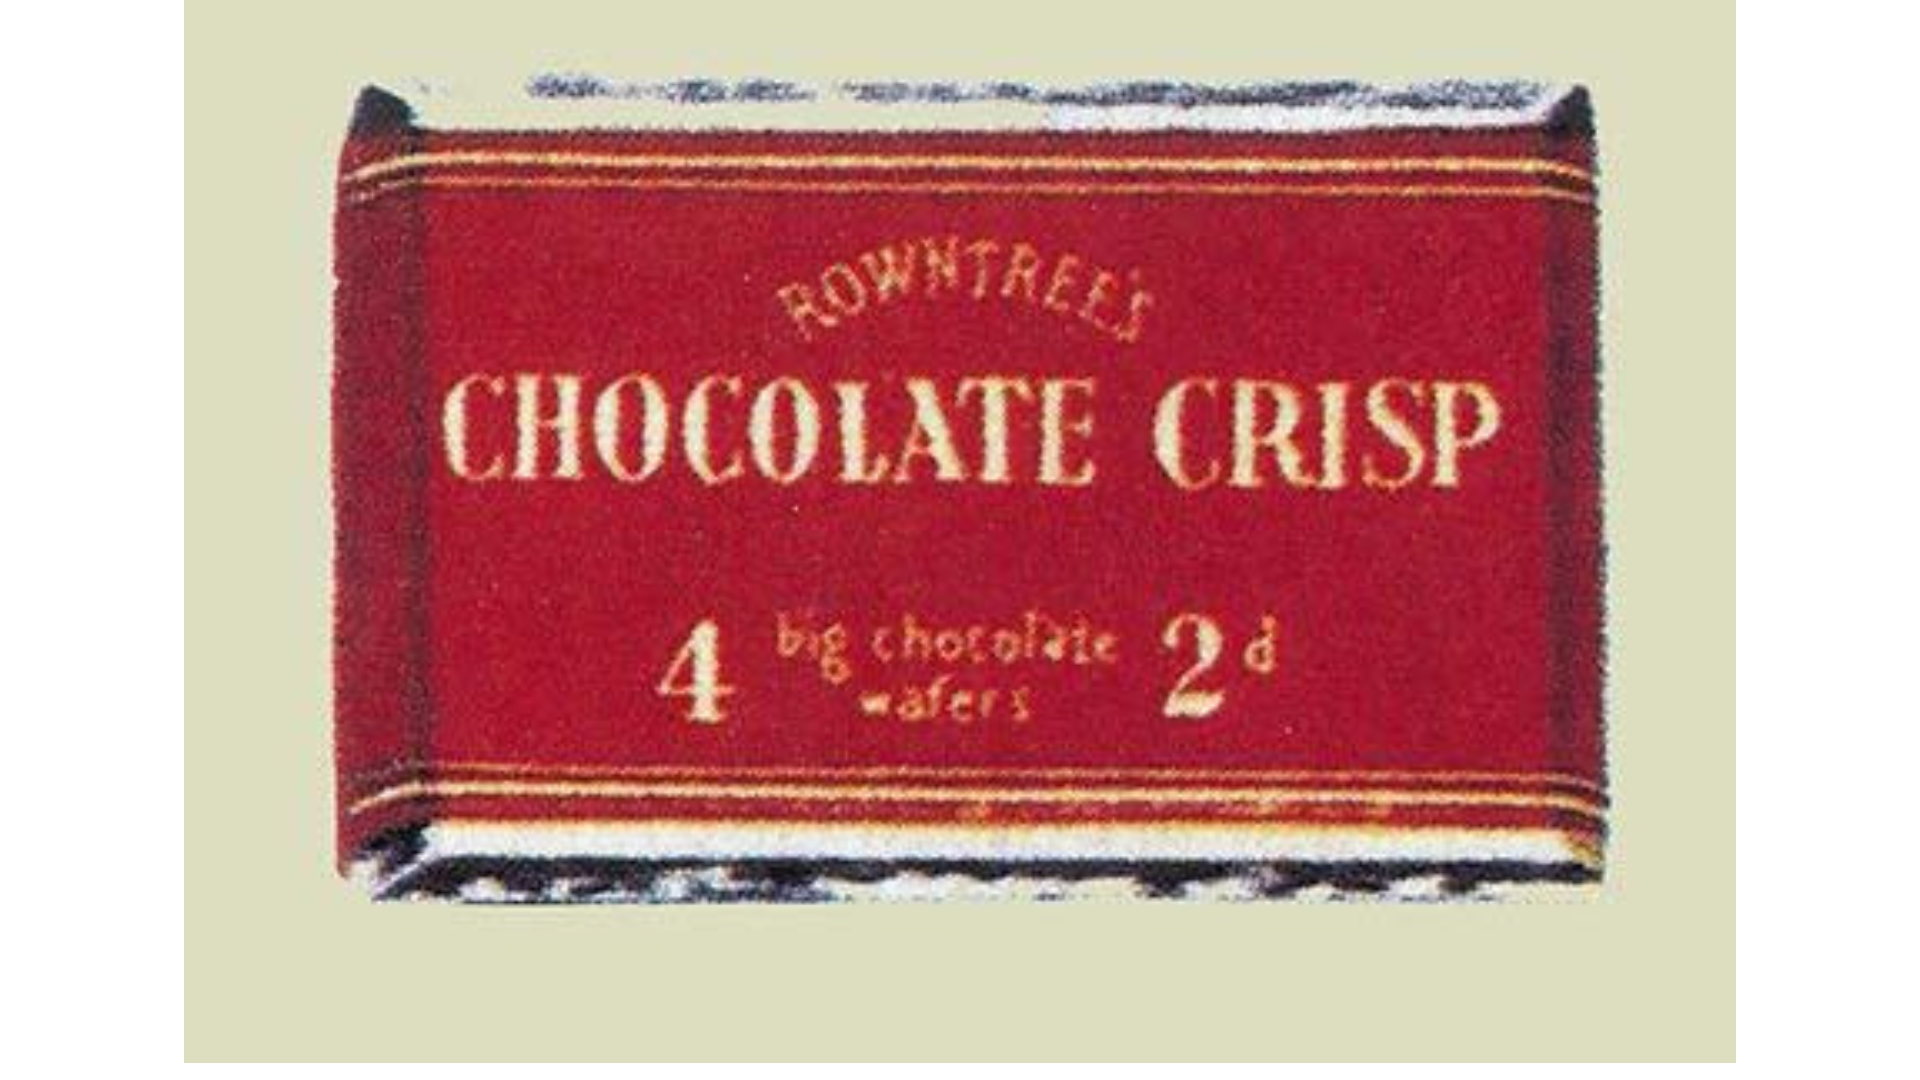 ROWNTREE'S
CHOCOLATE CRISP
4 big chocolate 2d
wafers